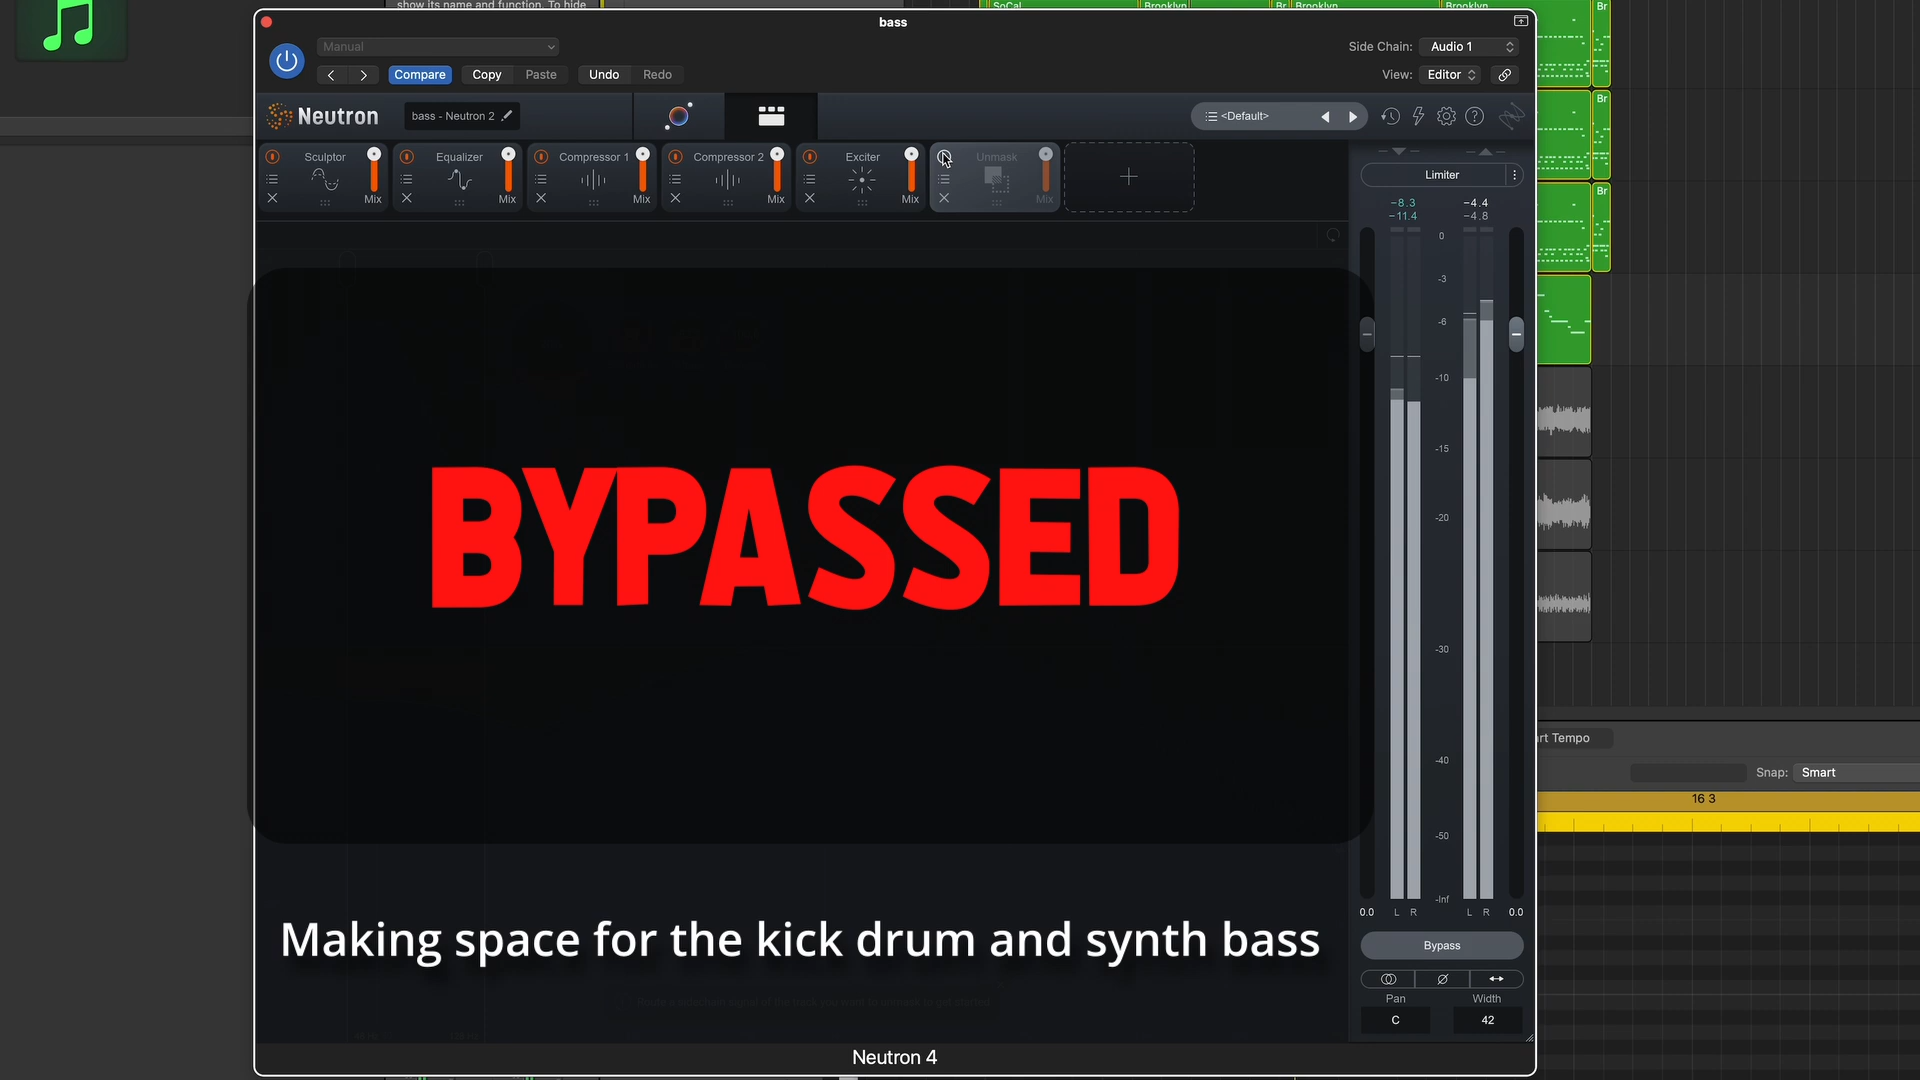 show its name and function. To hide
SoCal
Brooklyn
Br
Brooklyn
Brooklyn
Br
bass
Manual
Side Chain: Audio 1
Compare
Copy
Paste
Undo
Redo
View: Editor
Neutron
bass - Neutron 2
<Default>
?
Br
Sculptor
Equalizer
Compressor 1
Compressor 2
Exciter
Unmask
Mix
Mix
Mix
Mix
Mix
Mix
Limiter
Br
-8.3
-4.4
-11.4
-4.8
0
-3
-6
-10
-15
-20
-30
-40
-50
-Inf
BYPASSED
rt Tempo
Snap: Smart
16 3
0.0
L
R
L
R
0.0
Making space for the kick drum and synth bass
Bypass
Pan
Width
C
42
Neutron 4